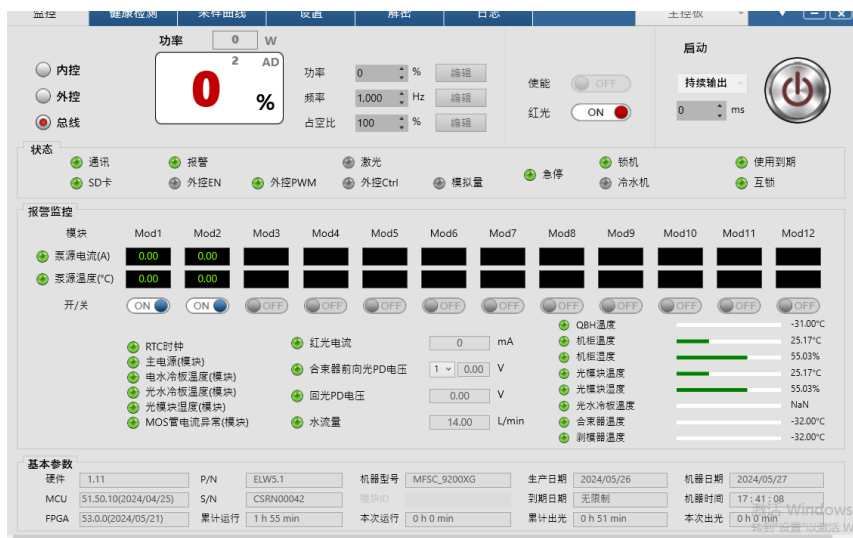 监控 健康检测 采样曲线 设置 解密 日志 主控板
功率 0 W
启动
内控 外控 总线
2 AD
0 %
功率 0 % 编辑
频率 1,000 Hz 编辑
占空比 100 % 编辑
使能 OFF
红光 ON
持续输出
0 ms
状态
通讯 报警 激光 急停 锁机 使用到期
SD卡 外控EN 外控PWM 外控Ctrl 模拟量 冷水机 互锁
报警监控
模块 Mod1 Mod2 Mod3 Mod4 Mod5 Mod6 Mod7 Mod8 Mod9 Mod10 Mod11 Mod12
泵源电流(A) 0.00 0.00
泵源温度(°C) 0.00 0.00
开/关 ON ON OFF OFF OFF OFF OFF OFF OFF OFF OFF OFF
RTC时钟
主电源(模块)
电水冷板温度(模块)
光水冷板温度(模块)
光模块湿度(模块)
MOS管电流异常(模块)
红光电流 0 mA
合束器前向光PD电压 1 0.00 V
回光PD电压 0.00 V
水流量 14.00 L/min
QBH温度 -31.00°C
机柜温度 25.17°C
机柜湿度 55.03%
光模块温度 25.17°C
光模块湿度 55.03%
光水冷板温度 NaN
合束器温度 -32.00°C
剥模器温度 -32.00°C
基本参数
硬件 1.11 P/N ELW5.1 机器型号 MFSC_9200XG 生产日期 2024/05/26 机器日期 2024/05/27
MCU 51.50.10(2024/04/25) S/N CSRN00042 模块ID 到期日期 无限制 机器时间 17:41:08
FPGA 53.0.0(2024/05/21) 累计运行 1 h 55 min 本次运行 0 h 0 min 累计出光 0 h 51 min 本次出光 0 h 0 min
激活 Windows
转到"设置"以激活 W